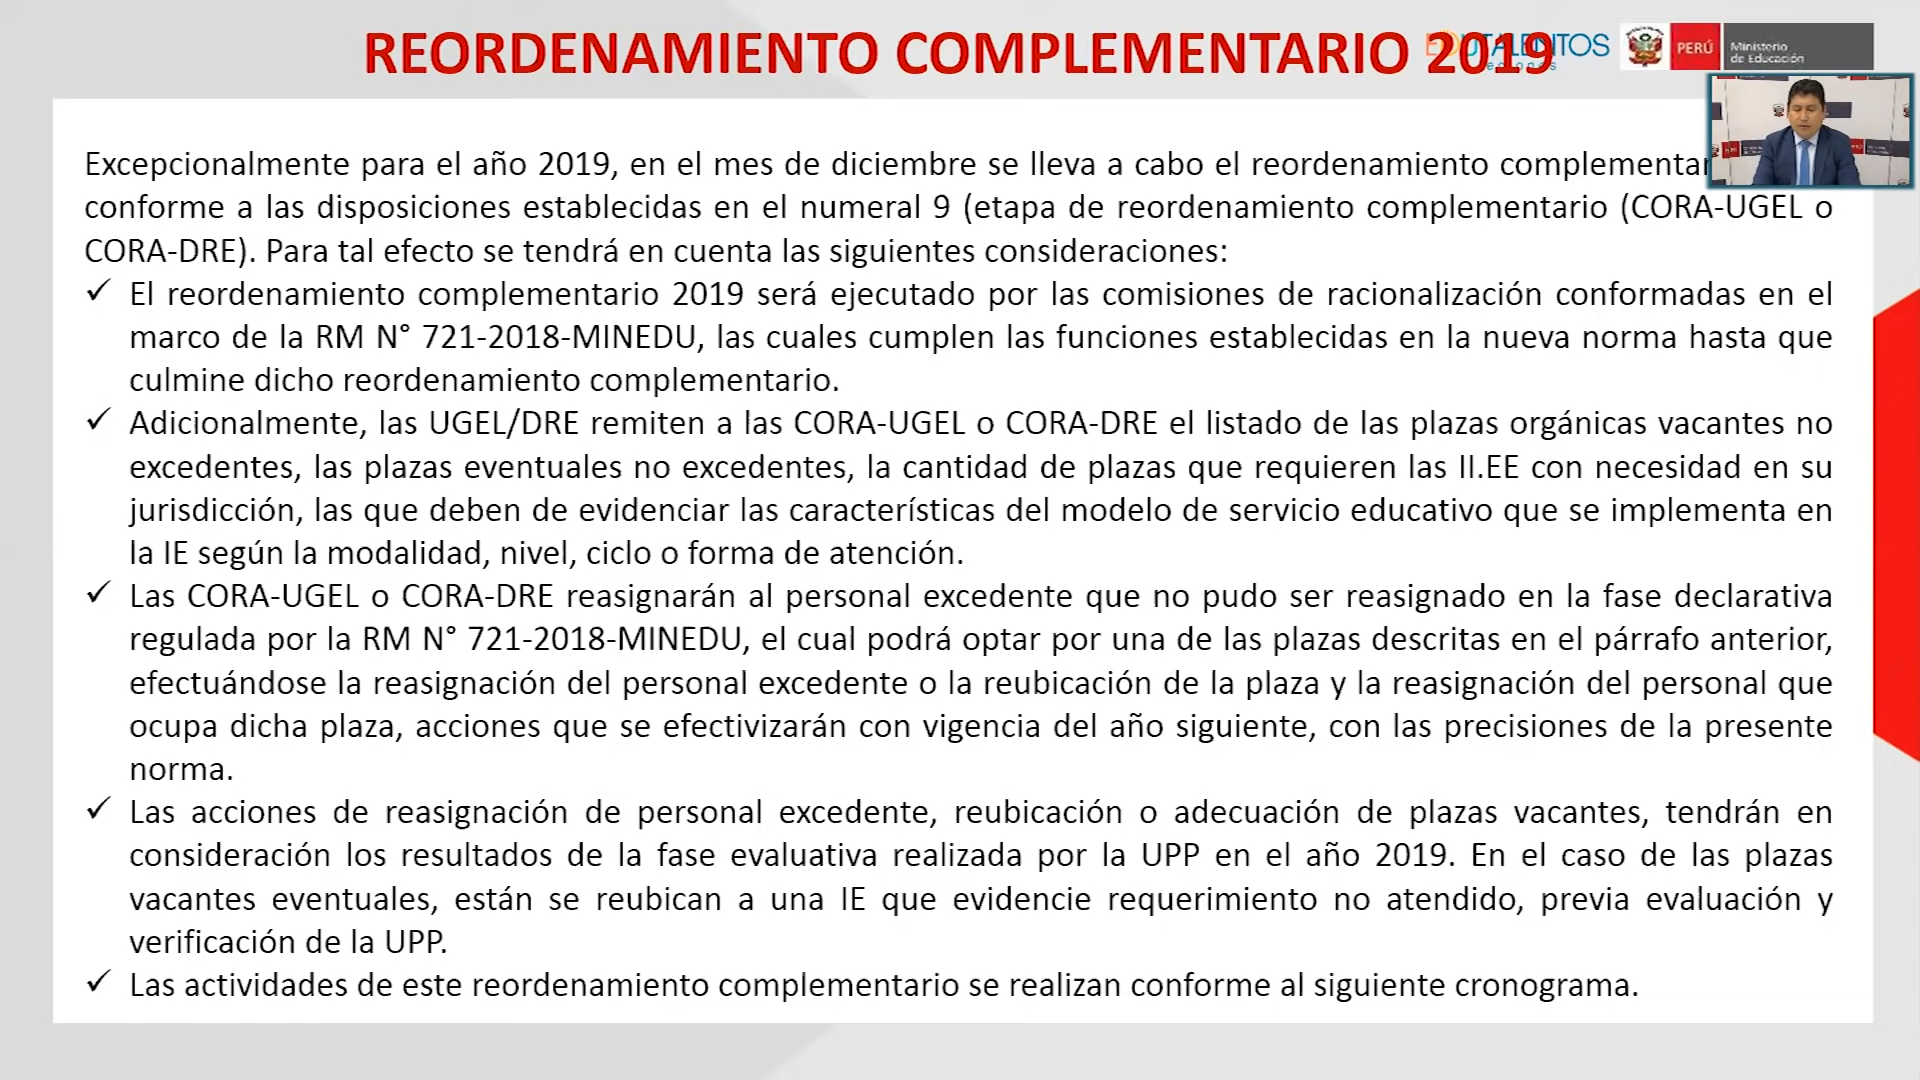 REORDENAMIENTO COMPLEMENTARIO 2019
EDUTALENTOS
PERÚ
Ministerio
de Educación
Excepcionalmente para el año 2019, en el mes de diciembre se lleva a cabo el reordenamiento
conforme a las disposiciones establecidas en el numeral 9 (etapa de reordenamiento complementario (CORA-UGEL o
CORA-DRE). Para tal efecto se tendrá en cuenta las siguientes consideraciones:
✓ El reordenamiento complementario 2019 será ejecutado por las comisiones de racionalización conformadas en el
marco de la RM N° 721-2018-MINEDU, las cuales cumplen las funciones establecidas en la nueva norma hasta que
culmine dicho reordenamiento complementario.
✓ Adicionalmente, las UGEL/DRE remiten a las CORA-UGEL o CORA-DRE el listado de las plazas orgánicas vacantes no
excedentes, las plazas eventuales no excedentes, la cantidad de plazas que requieren las II.EE con necesidad en su
jurisdicción, las que deben de evidenciar las características del modelo de servicio educativo que se implementa en
la IE según la modalidad, nivel, ciclo o forma de atención.
✓ Las CORA-UGEL o CORA-DRE reasignarán al personal excedente que no pudo ser reasignado en la fase declarativa
regulada por la RM N° 721-2018-MINEDU, el cual podrá optar por una de las plazas descritas en el párrafo anterior,
efectuándose la reasignación del personal excedente o la reubicación de la plaza y la reasignación del personal que
ocupa dicha plaza, acciones que se efectivizarán con vigencia del año siguiente, con las precisiones de la presente
norma.
✓ Las acciones de reasignación de personal excedente, reubicación o adecuación de plazas vacantes, tendrán en
consideración los resultados de la fase evaluativa realizada por la UPP en el año 2019. En el caso de las plazas
vacantes eventuales, están se reubican a una IE que evidencie requerimiento no atendido, previa evaluación y
verificación de la UPP.
✓ Las actividades de este reordenamiento complementario se realizan conforme al siguiente cronograma.